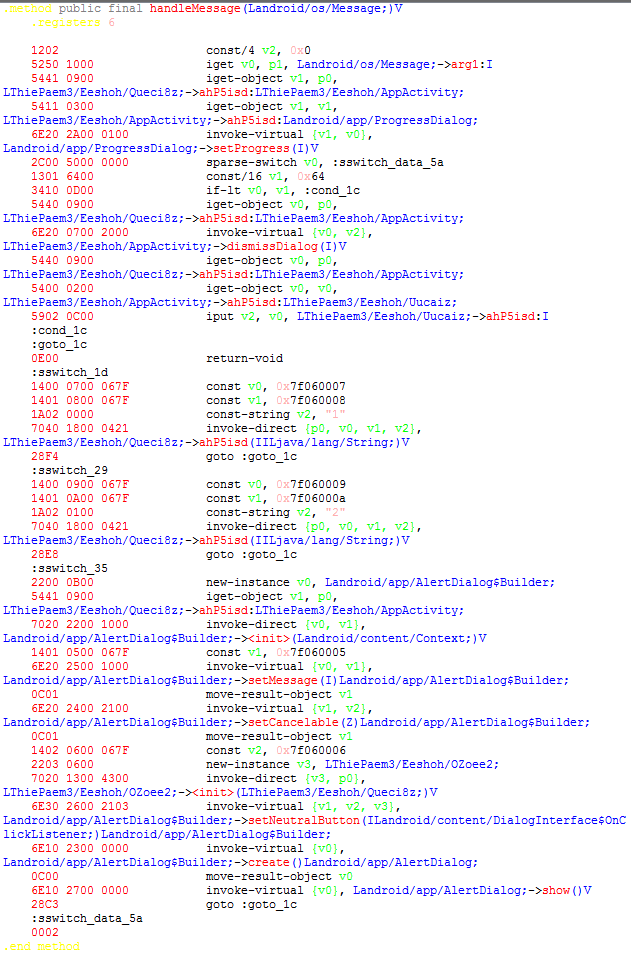 .method public final handleMessage(Landroid/os/Message;)V
.registers 6
1202 const/4 v2, 0x0
5250 1000 iget v0, p1, Landroid/os/Message;->arg1:I
5441 0900 iget-object v1, p0,
LThiePaem3/Eeshoh/Queci8z;->ahP5isd:LThiePaem3/Eeshoh/AppActivity;
5411 0300 iget-object v1, v1,
LThiePaem3/Eeshoh/AppActivity;->ahP5isd:Landroid/app/ProgressDialog;
6E20 2A00 0100 invoke-virtual {v1, v0},
Landroid/app/ProgressDialog;->setProgress(I)V
2C00 5000 0000 sparse-switch v0, :sswitch_data_5a
1301 6400 const/16 v1, 0x64
3410 0D00 if-lt v0, v1, :cond_1c
5440 0900 iget-object v0, p0,
LThiePaem3/Eeshoh/Queci8z;->ahP5isd:LThiePaem3/Eeshoh/AppActivity;
6E20 0700 2000 invoke-virtual {v0, v2},
LThiePaem3/Eeshoh/AppActivity;->dismissDialog(I)V
5440 0900 iget-object v0, p0,
LThiePaem3/Eeshoh/Queci8z;->ahP5isd:LThiePaem3/Eeshoh/AppActivity;
5400 0200 iget-object v0, v0,
LThiePaem3/Eeshoh/AppActivity;->ahP5isd:LThiePaem3/Eeshoh/Uucaiz;
5902 0C00 iput v2, v0, LThiePaem3/Eeshoh/Uucaiz;->ahP5isd:I
:cond_1c
:goto_1c
0E00 return-void
:sswitch_1d
1400 0700 067F const v0, 0x7f060007
1401 0800 067F const v1, 0x7f060008
1A02 0000 const-string v2, "1"
7040 1800 0421 invoke-direct {p0, v0, v1, v2},
LThiePaem3/Eeshoh/Queci8z;->ahP5isd(IILjava/lang/String;)V
28F4 goto :goto_1c
:sswitch_29
1400 0900 067F const v0, 0x7f060009
1401 0A00 067F const v1, 0x7f06000a
1A02 0100 const-string v2, "2"
7040 1800 0421 invoke-direct {p0, v0, v1, v2},
LThiePaem3/Eeshoh/Queci8z;->ahP5isd(IILjava/lang/String;)V
28E8 goto :goto_1c
:sswitch_35
2200 0B00 new-instance v0, Landroid/app/AlertDialog$Builder;
5441 0900 iget-object v1, p0,
LThiePaem3/Eeshoh/Queci8z;->ahP5isd:LThiePaem3/Eeshoh/AppActivity;
7020 2200 1000 invoke-direct {v0, v1},
Landroid/app/AlertDialog$Builder;-><init>(Landroid/content/Context;)V
1401 0500 067F const v1, 0x7f060005
6E20 2500 1000 invoke-virtual {v0, v1},
Landroid/app/AlertDialog$Builder;->setMessage(I)Landroid/app/AlertDialog$Builder;
0C01 move-result-object v1
6E20 2400 2100 invoke-virtual {v1, v2},
Landroid/app/AlertDialog$Builder;->setCancelable(Z)Landroid/app/AlertDialog$Builder;
0C01 move-result-object v1
1402 0600 067F const v2, 0x7f060006
2203 0600 new-instance v3, LThiePaem3/Eeshoh/OZoee2;
7020 1300 4300 invoke-direct {v3, p0},
LThiePaem3/Eeshoh/OZoee2;-><init>(LThiePaem3/Eeshoh/Queci8z;)V
6E30 2600 2103 invoke-virtual {v1, v2, v3},
Landroid/app/AlertDialog$Builder;->setNeutralButton(ILandroid/content/DialogInterface$OnC
lickListener;)Landroid/app/AlertDialog$Builder;
6E10 2300 0000 invoke-virtual {v0},
Landroid/app/AlertDialog$Builder;->create()Landroid/app/AlertDialog;
0C00 move-result-object v0
6E10 2700 0000 invoke-virtual {v0}, Landroid/app/AlertDialog;->show()V
28C3 goto :goto_1c
:sswitch_data_5a
0002
.end method